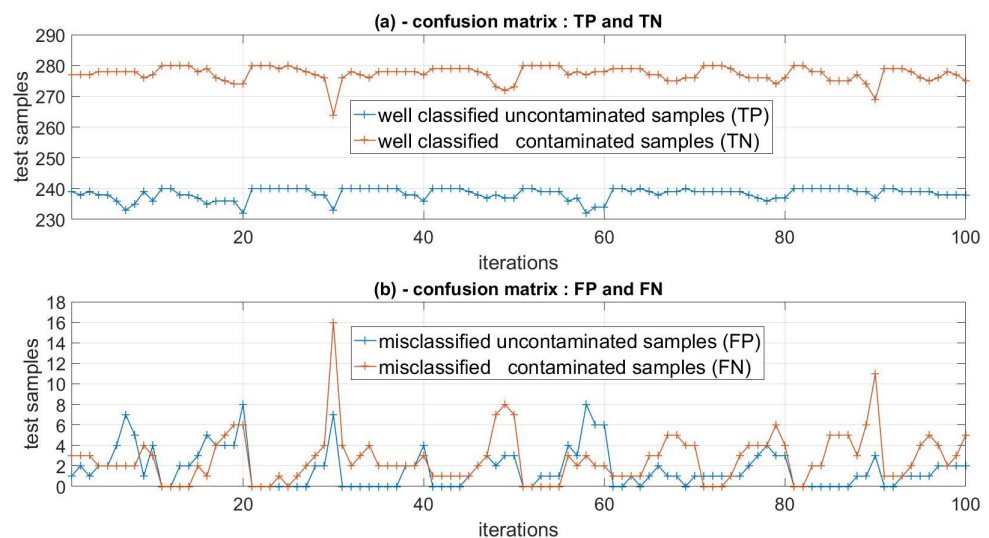 (a) - confusion matrix : TP and TN
290
280
270
260
250
240
230
test samples
well classified uncontaminated samples (TP)
well classified contaminated samples (TN)
20 40 60 80 100
iterations
(b) - confusion matrix : FP and FN
18
16
14
12
10
8
6
4
2
0
test samples
misclassified uncontaminated samples (FP)
misclassified contaminated samples (FN)
20 40 60 80 100
iterations